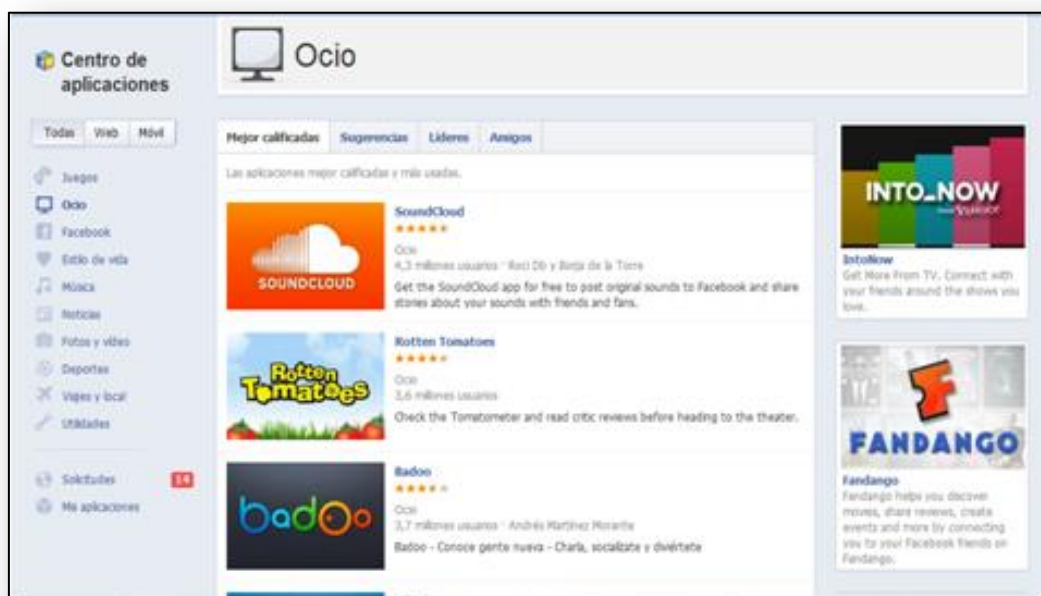 Centro de
aplicaciones
Todas Web Móvil
Juegos
Ocio
Facebook
Estilo de vida
Música
Noticias
Fotos y vídeo
Deportes
Viajes y local
Utilidades
Solicitudes 14
Mis aplicaciones
Ocio
Mejor calificadas Sugerencias Líderes Amigos
Las aplicaciones mejor calificadas y más usadas.
SOUNDCLOUD
SoundCloud
Ocio
4,3 millones usuarios · Roci Db y Borja de la Torre
Get the SoundCloud app for free to post original sounds to Facebook and share
stories about your sounds with friends and fans.
Rotten
Tomatoes
Rotten Tomatoes
Ocio
3,6 millones usuarios
Check the Tomatometer and read critic reviews before heading to the theater.
badoo
Badoo
Ocio
3,7 millones usuarios · Andrés Martínez Morante
Badoo - Conoce gente nueva - Charla, socialízate y diviértete
INTO_NOW
from YAHOO!
IntoNow
Get More From TV. Connect with
your friends around the shows you
love.
FANDANGO
Fandango
Fandango helps you discover
movies, share reviews, create
events and more by connecting
you to your Facebook friends on
Fandango.